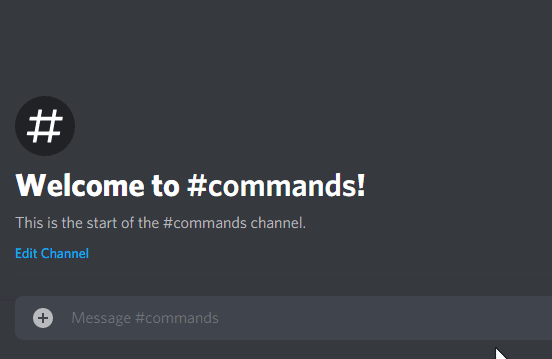 #
Welcome to #commands!
This is the start of the #commands channel.
Edit Channel
Message #commands